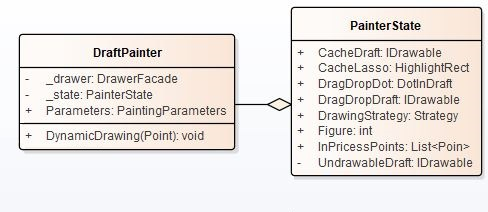 DraftPainter
- _drawer: DrawerFacade
- _state: PainterState
+ Parameters: PaintingParameters
+ DynamicDrawing(Point): void
PainterState
+ CacheDraft: IDrawable
+ CacheLasso: HighlightRect
+ DragDropDot: DotInDraft
+ DragDropDraft: IDrawable
+ DrawingStrategy: Strategy
+ Figure: int
+ InPricessPoints: List<Poin>
- UndrawableDraft: IDrawable